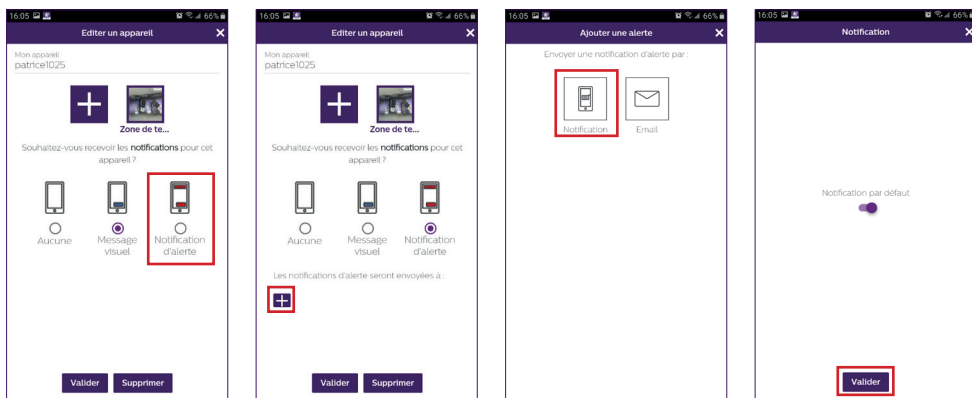 16:05 66%
Editer un appareil
Mon appareil
patrice1025
Zone de te...
Souhaitez-vous recevoir les notifications pour cet
appareil ?
Aucune Message Notification
visuel d'alerte
Valider Supprimer
16:05 66%
Editer un appareil
Mon appareil
patrice1025
Zone de te...
Souhaitez-vous recevoir les notifications pour cet
appareil ?
Aucune Message Notification
visuel d'alerte
Les notifications d'alerte seront envoyées à :
Valider Supprimer
16:05 66%
Ajouter une alerte
Envoyer une notification d'alerte par :
Notification Email
16:05 66%
Notification
Notification par défaut
Valider